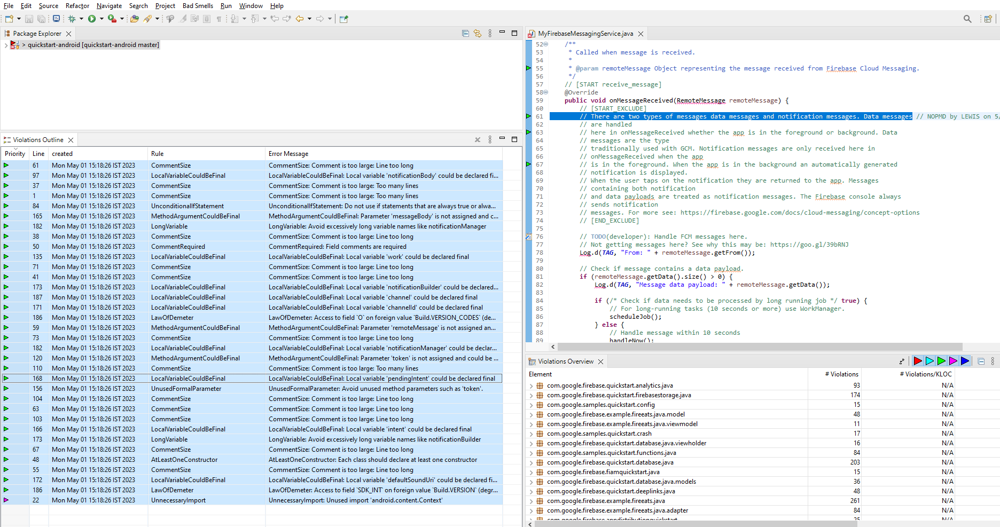 File Edit Source Refactor Navigate Search Project Bad Smells Run Window Help
Package Explorer
> quickstart-android [quickstart-android master]
Violations Outline
Priority Line created Rule Error Message
61 Mon May 01 15:18:26 IST 2023 CommentSize CommentSize: Comment is too large: Line too long
97 Mon May 01 15:18:26 IST 2023 LocalVariableCouldBeFinal LocalVariableCouldBeFinal: Local variable 'notificationBody' could be declared fi...
37 Mon May 01 15:18:26 IST 2023 CommentSize CommentSize: Comment is too large: Too many lines
1 Mon May 01 15:18:26 IST 2023 CommentSize CommentSize: Comment is too large: Too many lines
84 Mon May 01 15:18:26 IST 2023 UnconditionalIfStatement UnconditionalIfStatement: Do not use if statements that are always true or alwa...
165 Mon May 01 15:18:26 IST 2023 MethodArgumentCouldBeFinal MethodArgumentCouldBeFinal: Parameter 'messageBody' is not assigned and c...
182 Mon May 01 15:18:26 IST 2023 LongVariable LongVariable: Avoid excessively long variable names like notificationManager
38 Mon May 01 15:18:26 IST 2023 CommentSize CommentSize: Comment is too large: Line too long
50 Mon May 01 15:18:26 IST 2023 CommentRequired CommentRequired: Field comments are required
135 Mon May 01 15:18:26 IST 2023 LocalVariableCouldBeFinal LocalVariableCouldBeFinal: Local variable 'work' could be declared final
71 Mon May 01 15:18:26 IST 2023 CommentSize CommentSize: Comment is too large: Line too long
41 Mon May 01 15:18:26 IST 2023 CommentSize CommentSize: Comment is too large: Line too long
173 Mon May 01 15:18:26 IST 2023 LocalVariableCouldBeFinal LocalVariableCouldBeFinal: Local variable 'notificationBuilder' could be declared...
187 Mon May 01 15:18:26 IST 2023 LocalVariableCouldBeFinal LocalVariableCouldBeFinal: Local variable 'channel' could be declared final
171 Mon May 01 15:18:26 IST 2023 LocalVariableCouldBeFinal LocalVariableCouldBeFinal: Local variable 'channelId' could be declared final
186 Mon May 01 15:18:26 IST 2023 LawOfDemeter LawOfDemeter: Access to field `O` on foreign value `Build.VERSION_CODES` (de...
59 Mon May 01 15:18:26 IST 2023 MethodArgumentCouldBeFinal MethodArgumentCouldBeFinal: Parameter 'remoteMessage' is not assigned an...
73 Mon May 01 15:18:26 IST 2023 CommentSize CommentSize: Comment is too large: Line too long
182 Mon May 01 15:18:26 IST 2023 LocalVariableCouldBeFinal LocalVariableCouldBeFinal: Local variable 'notificationManager' could be declar...
120 Mon May 01 15:18:26 IST 2023 MethodArgumentCouldBeFinal MethodArgumentCouldBeFinal: Parameter 'token' is not assigned and could be ...
110 Mon May 01 15:18:26 IST 2023 CommentSize CommentSize: Comment is too large: Too many lines
168 Mon May 01 15:18:26 IST 2023 LocalVariableCouldBeFinal LocalVariableCouldBeFinal: Local variable 'pendingIntent' could be declared final
156 Mon May 01 15:18:26 IST 2023 UnusedFormalParameter UnusedFormalParameter: Avoid unused method parameters such as 'token'.
104 Mon May 01 15:18:26 IST 2023 CommentSize CommentSize: Comment is too large: Line too long
63 Mon May 01 15:18:26 IST 2023 CommentSize CommentSize: Comment is too large: Line too long
103 Mon May 01 15:18:26 IST 2023 CommentSize CommentSize: Comment is too large: Line too long
166 Mon May 01 15:18:26 IST 2023 LocalVariableCouldBeFinal LocalVariableCouldBeFinal: Local variable 'intent' could be declared final
173 Mon May 01 15:18:26 IST 2023 LongVariable LongVariable: Avoid excessively long variable names like notificationBuilder
67 Mon May 01 15:18:26 IST 2023 CommentSize CommentSize: Comment is too large: Line too long
48 Mon May 01 15:18:26 IST 2023 AtLeastOneConstructor AtLeastOneConstructor: Each class should declare at least one constructor
55 Mon May 01 15:18:26 IST 2023 CommentSize CommentSize: Comment is too large: Line too long
172 Mon May 01 15:18:26 IST 2023 LocalVariableCouldBeFinal LocalVariableCouldBeFinal: Local variable 'defaultSoundUri' could be declared fi...
186 Mon May 01 15:18:26 IST 2023 LawOfDemeter LawOfDemeter: Access to field `SDK_INT` on foreign value `Build.VERSION` (degr...
22 Mon May 01 15:18:26 IST 2023 UnnecessaryImport UnnecessaryImport: Unused import 'android.content.Context'
MyFirebaseMessagingService.java
52 /**
53 * Called when message is received.
54 *
55 * @param remoteMessage Object representing the message received from Firebase Cloud Messaging.
56 */
57 // [START receive_message]
58 @Override
59 public void onMessageReceived(RemoteMessage remoteMessage) {
60 // [START_EXCLUDE]
61 // There are two types of messages data messages and notification messages. Data messages // NOPMD by LEWIS on 5/
62 // are handled
63 // here in onMessageReceived whether the app is in the foreground or background. Data
64 // messages are the type
65 // traditionally used with GCM. Notification messages are only received here in
66 // onMessageReceived when the app
67 // is in the foreground. When the app is in the background an automatically generated
68 // notification is displayed.
69 // When the user taps on the notification they are returned to the app. Messages
70 // containing both notification
71 // and data payloads are treated as notification messages. The Firebase console always
72 // sends notification
73 // messages. For more see: https://firebase.google.com/docs/cloud-messaging/concept-options
74 // [END_EXCLUDE]
75
76 // TODO(developer): Handle FCM messages here.
77 // Not getting messages here? See why this may be: https://goo.gl/39bRNJ
78 Log.d(TAG, "From: " + remoteMessage.getFrom());
79
80 // Check if message contains a data payload.
81 if (remoteMessage.getData().size() > 0) {
82 Log.d(TAG, "Message data payload: " + remoteMessage.getData());
83
84 if (/* Check if data needs to be processed by long running job */ true) {
85 // For long-running tasks (10 seconds or more) use WorkManager.
86 scheduleJob();
87 } else {
88 // Handle message within 10 seconds
89 handleNow();
Violations Overview
Element # Violations # Violations/KLOC
com.google.firebase.quickstart.analytics.java 93 N/A
com.google.firebase.quickstart.firebasestorage.java 174 N/A
com.google.samples.quickstart.config 15 N/A
com.google.firebase.example.fireeats.java.model 48 N/A
com.google.firebase.example.fireeats.java.viewmodel 11 N/A
com.google.samples.quickstart.crash 17 N/A
com.google.firebase.quickstart.database.java.viewholder 16 N/A
com.google.samples.quickstart.functions.java 84 N/A
com.google.firebase.quickstart.database.java 203 N/A
com.google.firebase.fiamquickstart.java 15 N/A
com.google.firebase.quickstart.database.java.models 36 N/A
com.google.firebase.quickstart.deeplinks.java 48 N/A
com.google.firebase.example.fireeats.java 261 N/A
com.google.firebase.example.fireeats.java.adapter 84 N/A
com.google.firebase.appdistributionquickstart 25 N/A